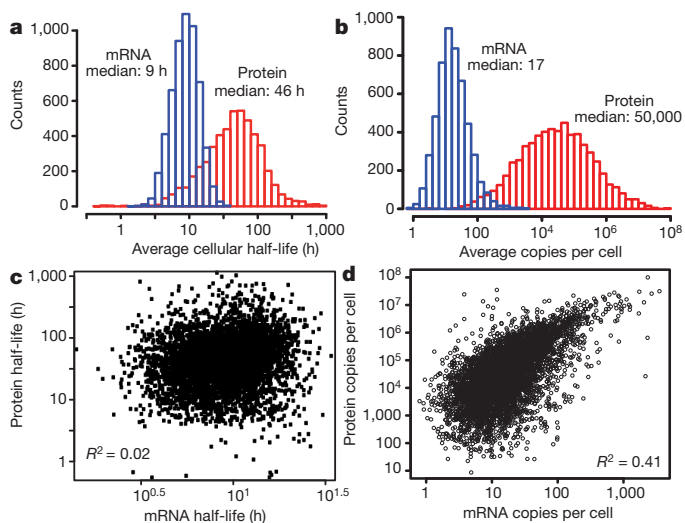 a
1,000
800
600
400
200
0
Counts
mRNA
median: 9 h
Protein
median: 46 h
1
10
100
1,000
Average cellular half-life (h)
b
1,000
800
600
400
200
0
Counts
mRNA
median: 17
Protein
median: 50,000
1
100
10⁴
10⁶
10⁸
Average copies per cell
c
1,000
100
10
1
Protein half-life (h)
R² = 0.02
10^0.5
10^1
10^1.5
mRNA half-life (h)
d
10⁸
10⁷
10⁶
10⁵
10⁴
1,000
100
10
Protein copies per cell
R² = 0.41
1
10
100
1,000
mRNA copies per cell